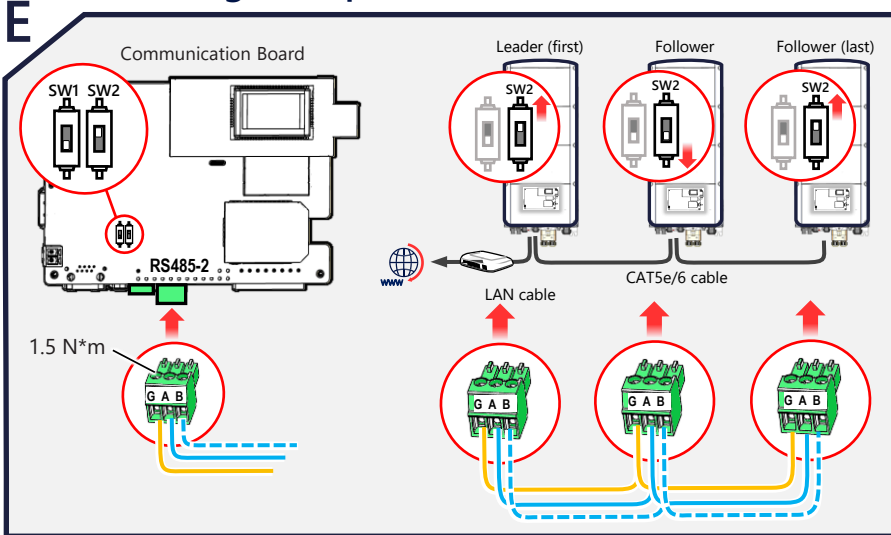 E
Communication Board
SW1 SW2
RS485-2
1.5 N*m
G A B
Leader (first)
Follower
Follower (last)
SW2
SW2
SW2
www
LAN cable
CAT5e/6 cable
G A B
G A B
G A B